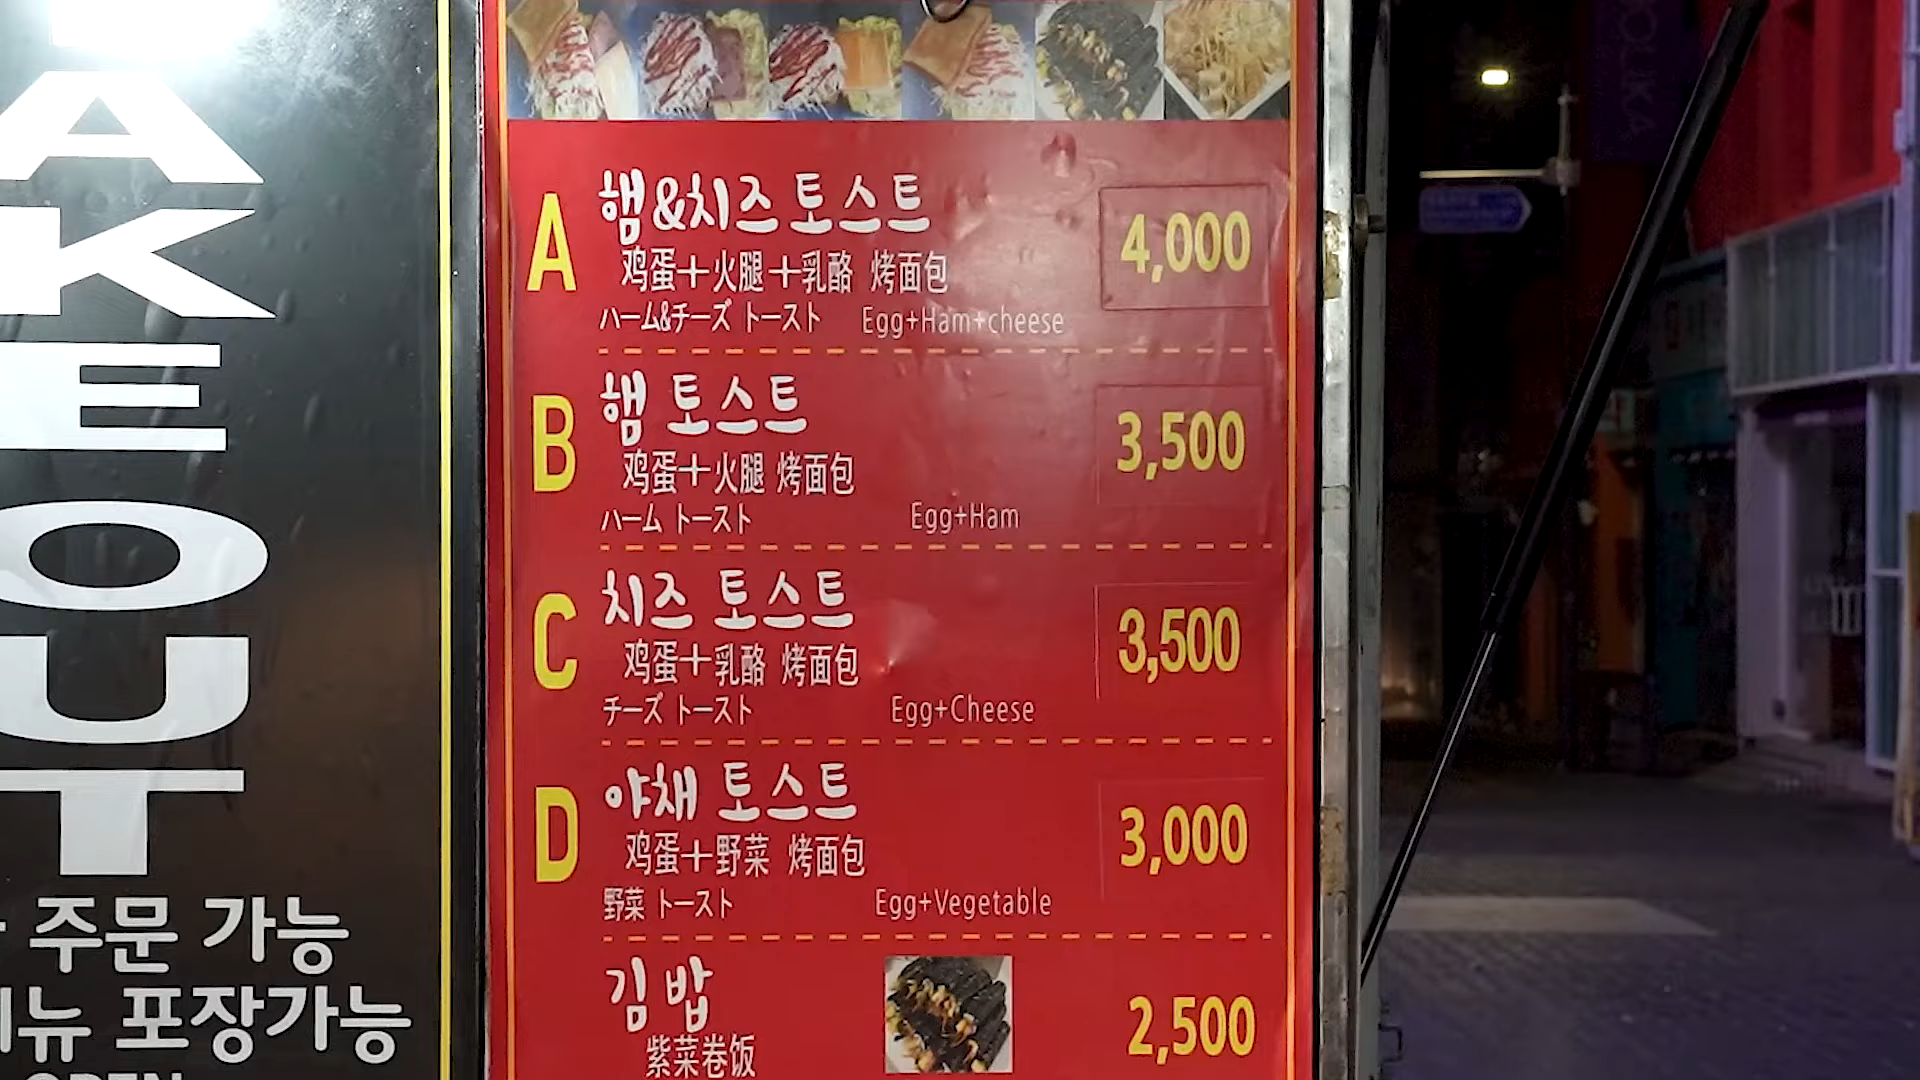 AKEOUT
주문 가능
뉴 포장가능
A
햄&치즈 토스트
4,000
鸡蛋+火腿+乳酪 烤面包
ハーム&チーズ トースト Egg+Ham+cheese
B
햄 토스트
3,500
鸡蛋+火腿 烤面包
ハーム トースト Egg+Ham
C
치즈 토스트
3,500
鸡蛋+乳酪 烤面包
チーズ トースト Egg+Cheese
D
야채 토스트
3,000
鸡蛋+野菜 烤面包
野菜 トースト Egg+Vegetable
김밥
2,500
紫菜卷饭